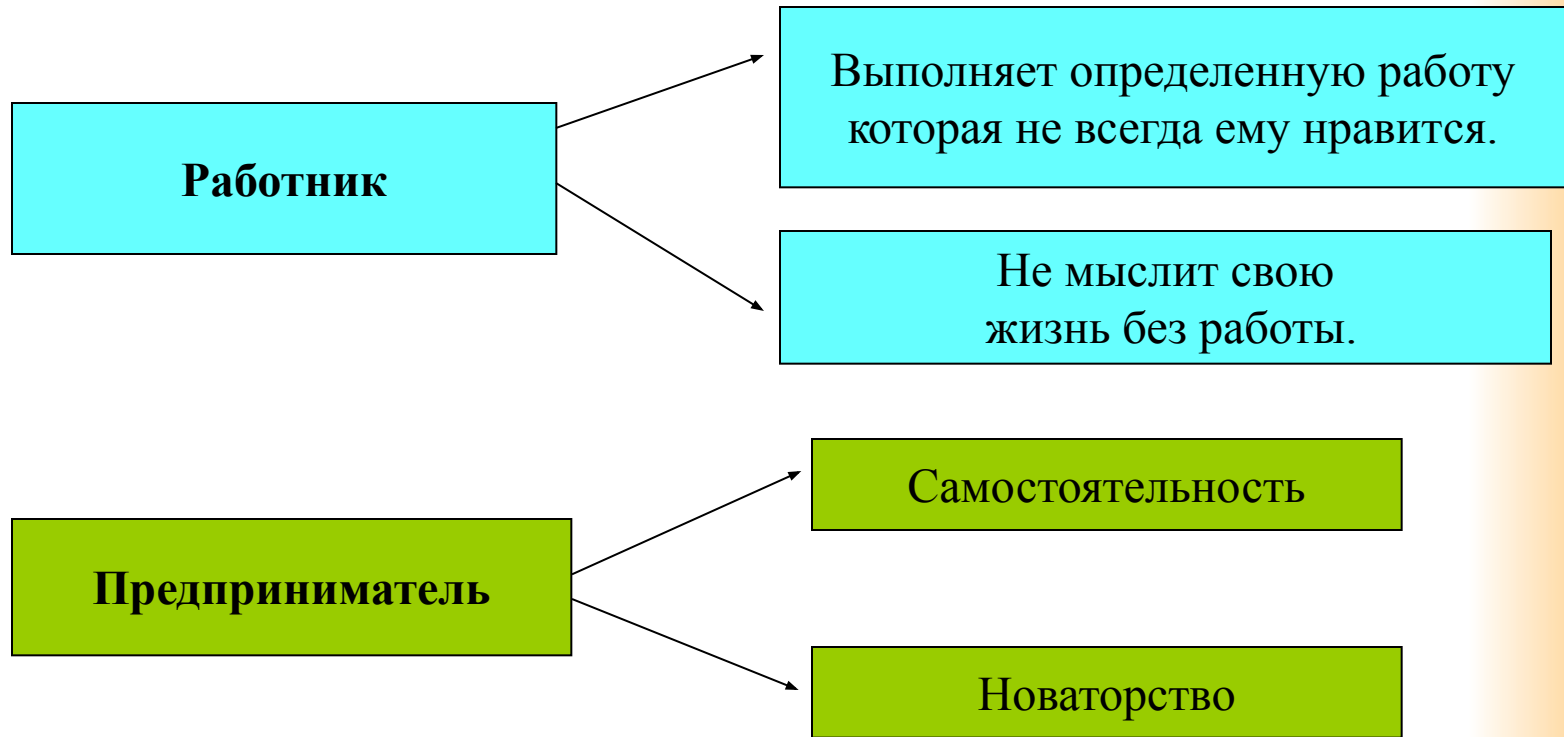 Работник
Выполняет определенную работу
которая не всегда ему нравится.
Не мыслит свою
жизнь без работы.
Предприниматель
Самостоятельность
Новаторство